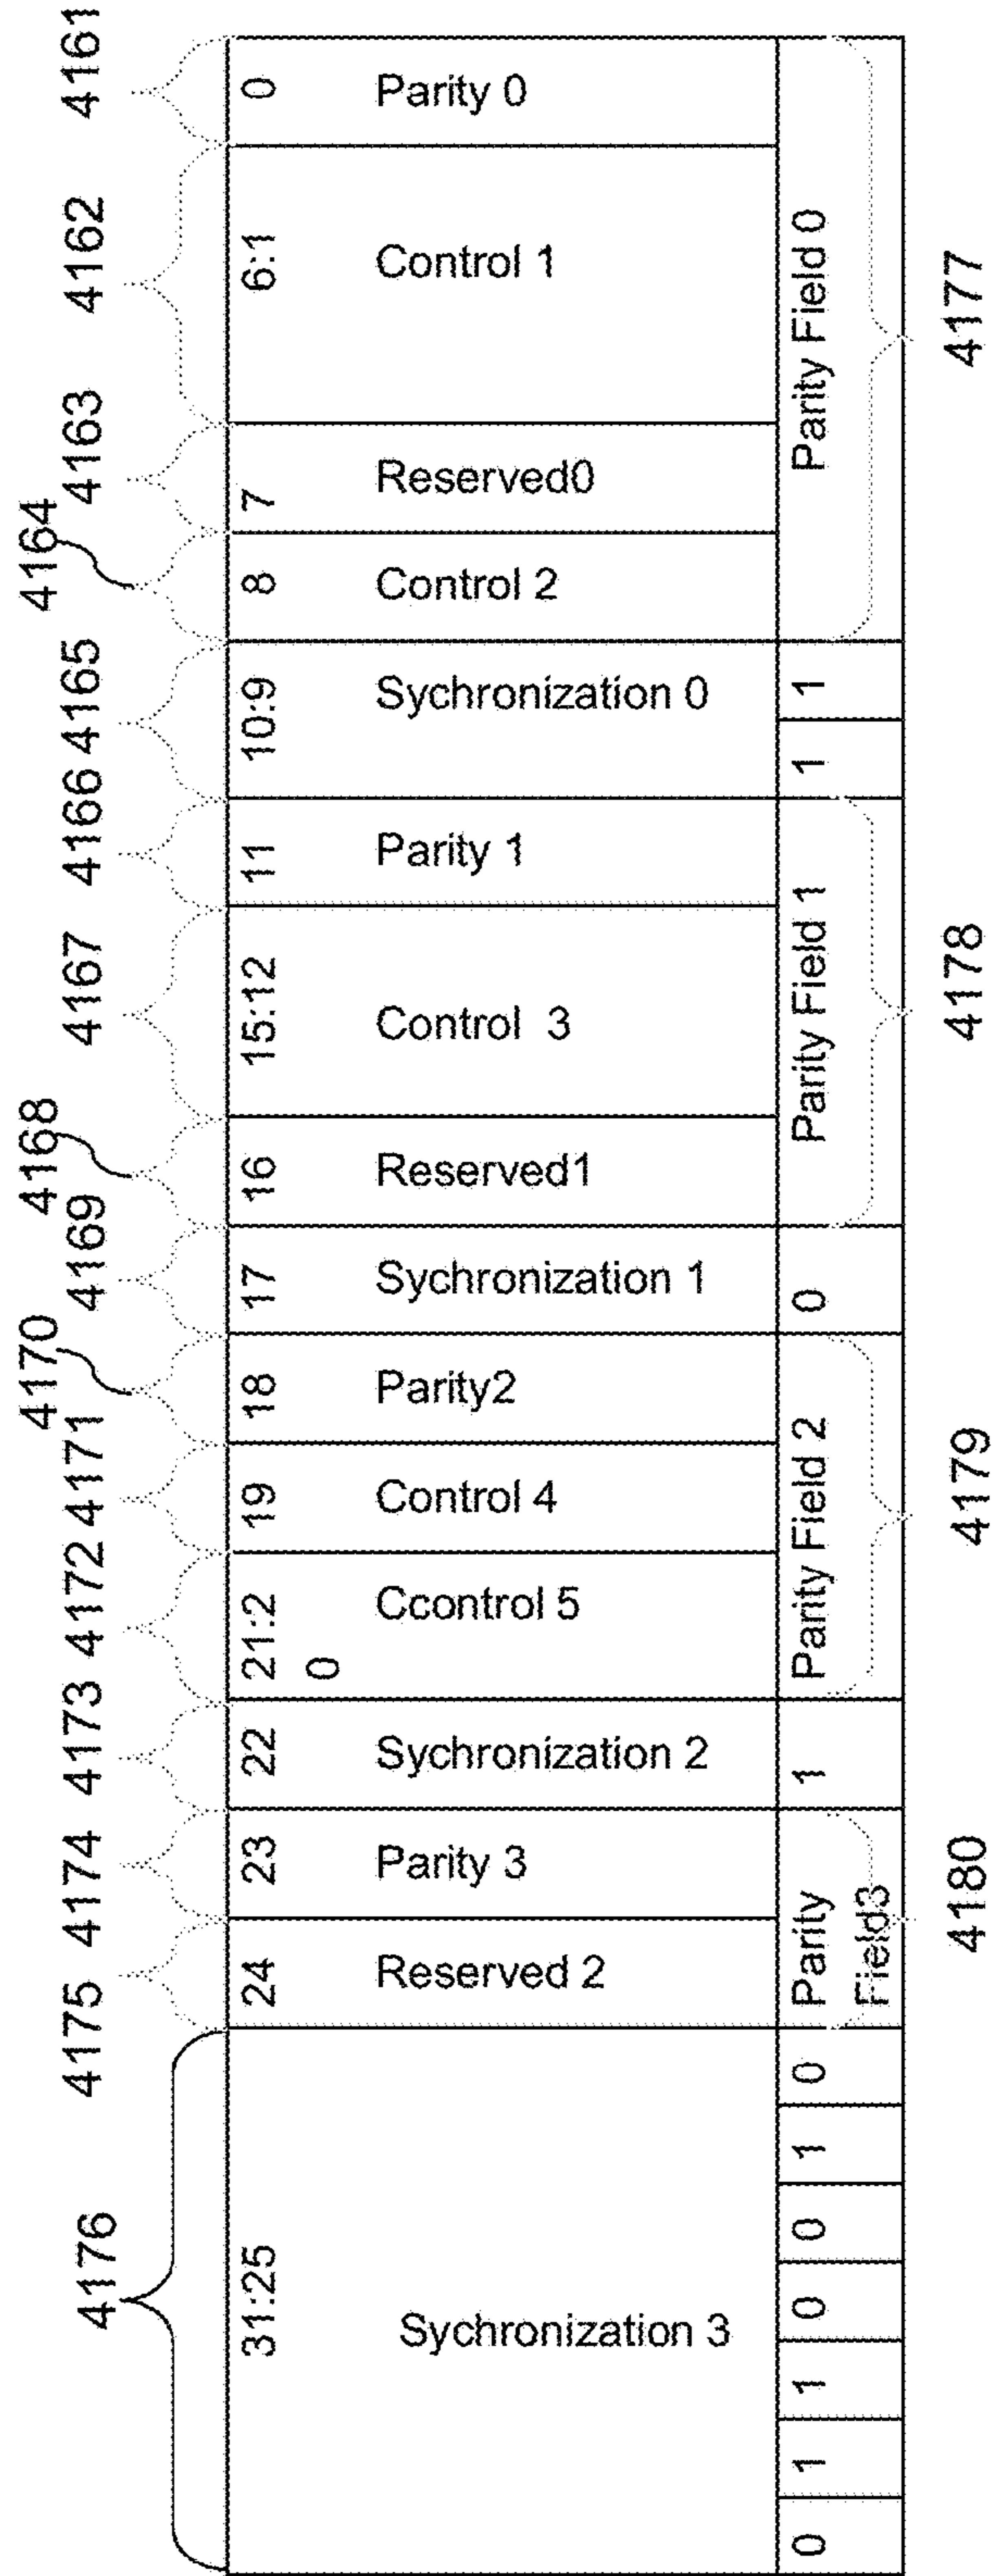 4161
0
Parity 0
4162
6:1
Control 1
4163
7
Reserved0
4164
8
Control 2
Parity Field 0
4177
4165
10:9
Sychronization 0
1
1
4166
11
Parity 1
4167
15:12
Control 3
4168
16
Reserved1
Parity Field 1
4178
4169
17
Sychronization 1
0
4170
18
Parity2
4171
19
Control 4
4172
21:2
0
Ccontrol 5
Parity Field 2
4179
4173
22
Sychronization 2
1
4174
23
Parity 3
4175
24
Reserved 2
Parity
Field3
4180
4176
31:25
Sychronization 3
0
1
0
0
1
1
0